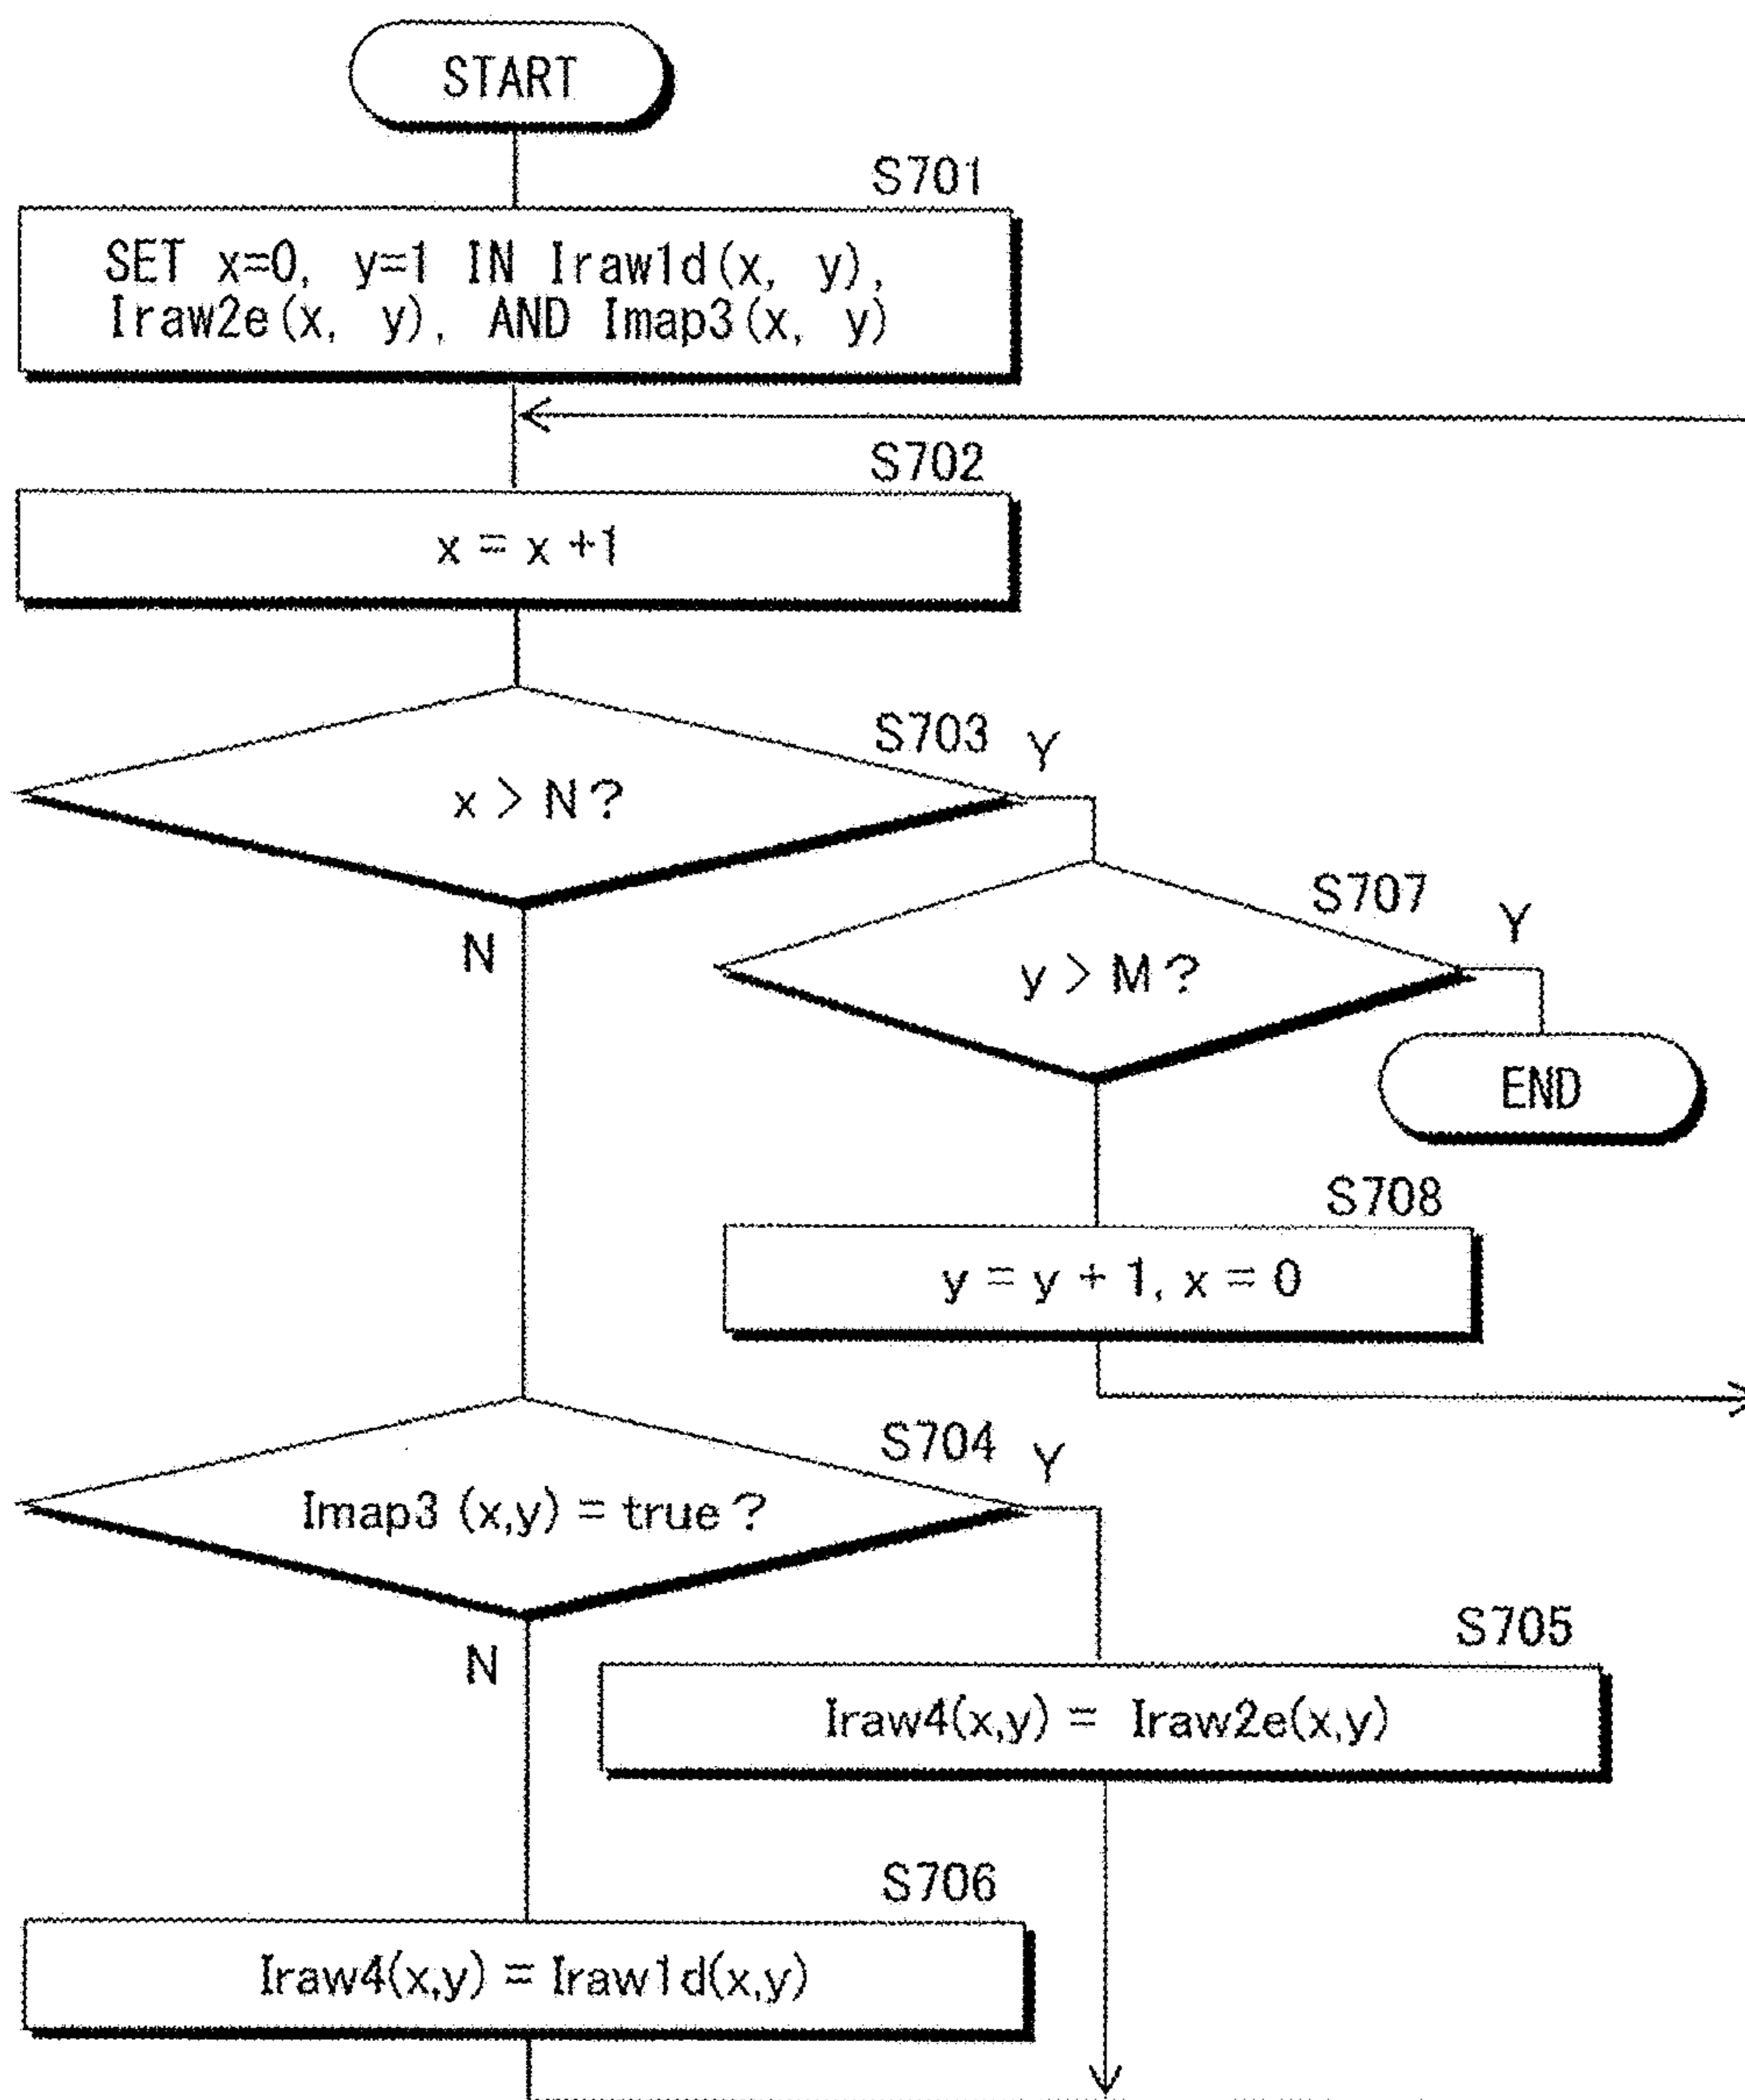 START
S701
SET x=0, y=1 IN Iraw1d(x, y),
Iraw2e(x, y), AND Imap3(x, y)
S702
x = x +1
S703
Y
x > N ?
N
S707
Y
y > M ?
END
S708
y = y + 1, x = 0
S704
Y
Imap3 (x,y) = true ?
N
S705
Iraw4(x,y) = Iraw2e(x,y)
S706
Iraw4(x,y) = Iraw1d(x,y)